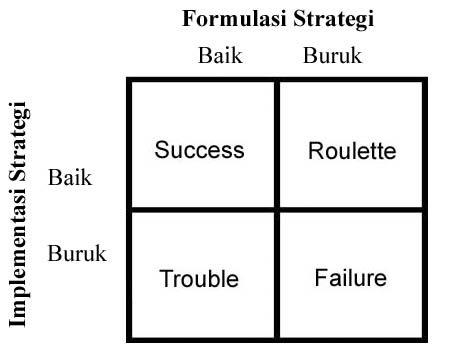 Formulasi Strategi
Baik Buruk
Implementasi Strategi
Baik
Buruk
Success Roulette
Trouble Failure